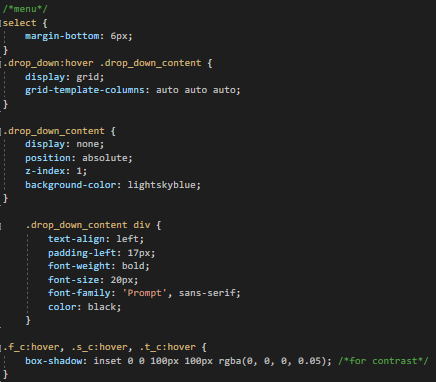 /*menu*/
select {
    margin-bottom: 6px;
}
.drop_down:hover .drop_down_content {
    display: grid;
    grid-template-columns: auto auto auto;
}

.drop_down_content {
    display: none;
    position: absolute;
    z-index: 1;
    background-color: lightskyblue;
}

    .drop_down_content div {
        text-align: left;
        padding-left: 17px;
        font-weight: bold;
        font-size: 20px;
        font-family: 'Prompt', sans-serif;
        color: black;
    }

.f_c:hover, .s_c:hover, .t_c:hover {
    box-shadow: inset 0 0 100px 100px rgba(0, 0, 0, 0.05); /*for contrast*/
}